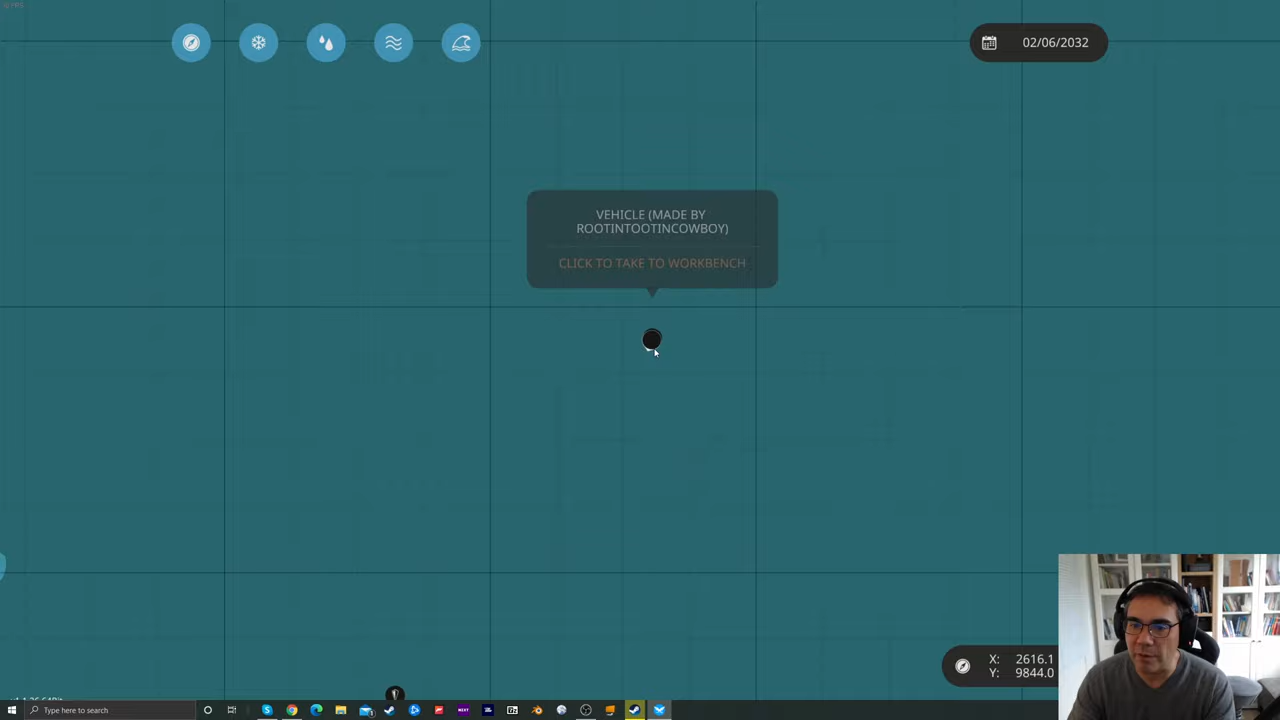 02/06/2032
VEHICLE (MADE BY
ROOTINTOOTINCOWBOY)
CLICK TO TAKE TO WORKBENCH
X: 2616.1
Y: 9844.0
Type here to search
NEXT